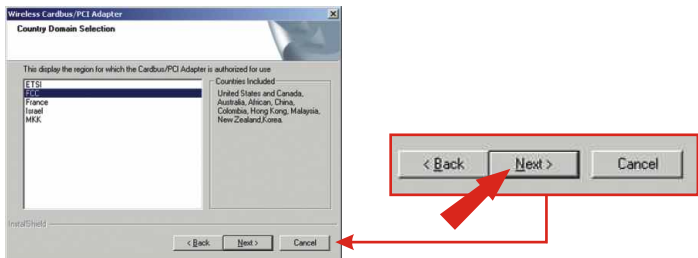 Wireless Cardbus/PCI Adapter
Country Domain Selection
This display the region for which the Cardbus/PCI Adapter is authorized for use
ETSI
FCC
France
Israel
MKK
Countries Included
United States and Canada,
Australia, African, China,
Colombia, Hong Kong, Malaysia,
New Zealand,Korea.
InstallShield
< Back
Next >
Cancel
< Back
Next >
Cancel